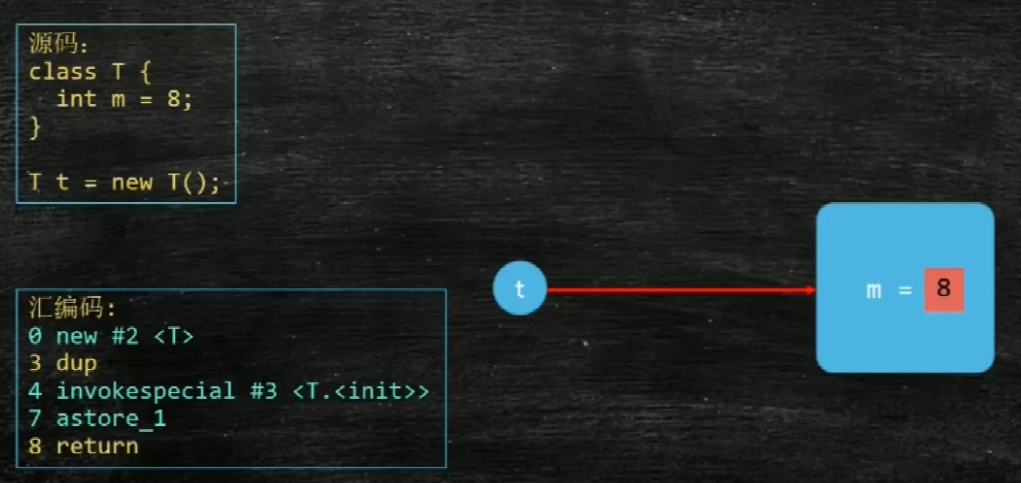 源码:
class T {
int m = 8;
}
T t = new T();
汇编码:
0 new #2 <T>
3 dup
4 invokespecial #3 <T.<init>>
7 astore_1
8 return
t
m = 8